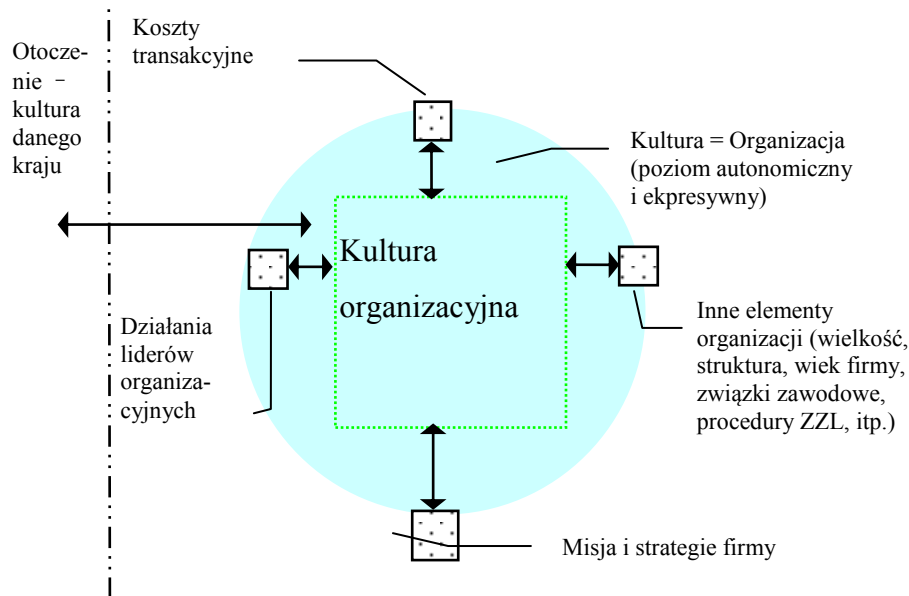 Otocze-
nie –
kultura
danego
kraju
Koszty
transakcyjne
Kultura = Organizacja
(poziom autonomiczny
i ekpresywny)
Kultura
organizacyjna
Działania
liderów
organiza-
cyjnych
Inne elementy
organizacji (wielkość,
struktura, wiek firmy,
związki zawodowe,
procedury ZZL, itp.)
Misja i strategie firmy